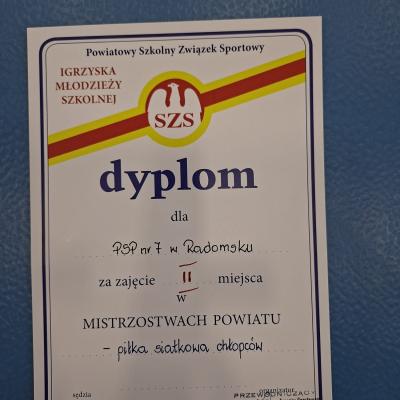 Powiatowy Szkolny Związek Sportowy
IGRZYSKA
MŁODZIEŻY
SZKOLNEJ
SZS
dyplom
dla
PSP nr 7 w Radomsku
za zajęcie II miejsca
w
MISTRZOSTWACH POWIATU
- piłka siatkowa chłopców
sędzia
organizator
PRZEWODNICZĄCY